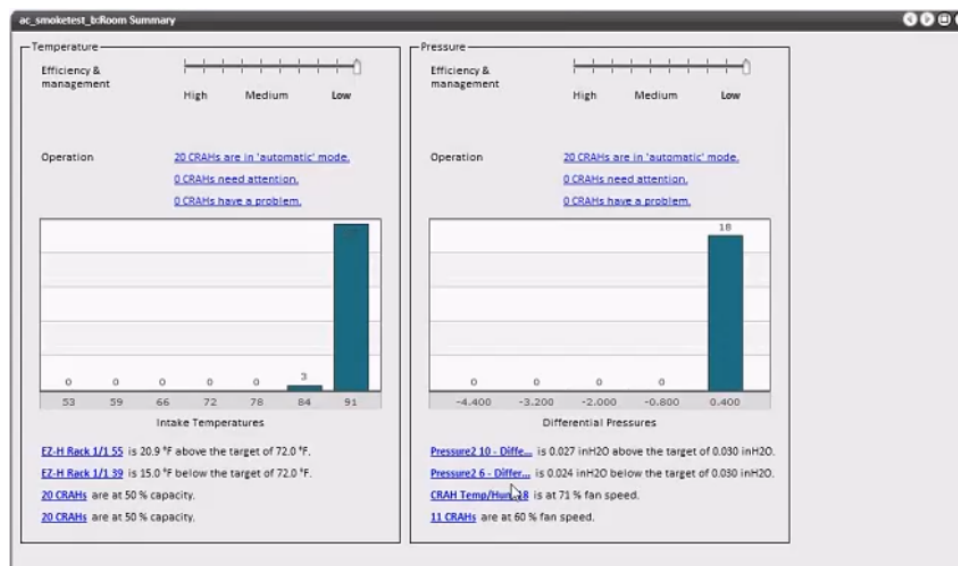 ac_smoketest_b:Room Summary
Temperature
Efficiency & management
High Medium Low
Operation
20 CRAHs are in 'automatic' mode.
0 CRAHs need attention.
0 CRAHs have a problem.
3
0 0 0 0 0
53 59 66 72 78 84 91
Intake Temperatures
EZ-H Rack 1/1 55 is 20.9 °F above the target of 72.0 °F.
EZ-H Rack 1/1 39 is 15.0 °F below the target of 72.0 °F.
20 CRAHs are at 50 % capacity.
20 CRAHs are at 50 % capacity.
Pressure
Efficiency & management
High Medium Low
Operation
20 CRAHs are in 'automatic' mode.
0 CRAHs need attention.
0 CRAHs have a problem.
18
0 0 0 0
-4.400 -3.200 -2.000 -0.800 0.400
Differential Pressures
Pressure2 10 - Diffe... is 0.027 inH2O above the target of 0.030 inH2O.
Pressure2 6 - Differ... is 0.024 inH2O below the target of 0.030 inH2O.
CRAH Temp/Hum 18 is at 71 % fan speed.
11 CRAHs are at 60 % fan speed.